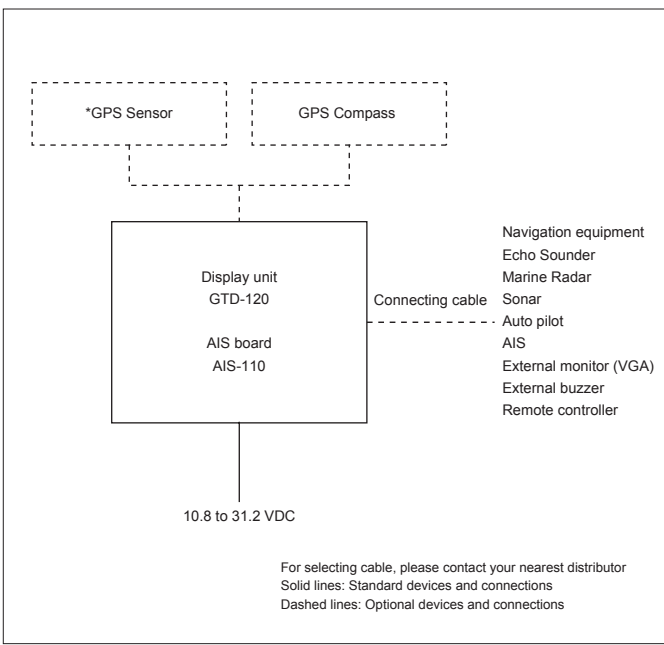 *GPS Sensor
GPS Compass
Display unit
GTD-120
AIS board
AIS-110
Connecting cable
Navigation equipment
Echo Sounder
Marine Radar
Sonar
Auto pilot
AIS
External monitor (VGA)
External buzzer
Remote controller
10.8 to 31.2 VDC
For selecting cable, please contact your nearest distributor
Solid lines: Standard devices and connections
Dashed lines: Optional devices and connections